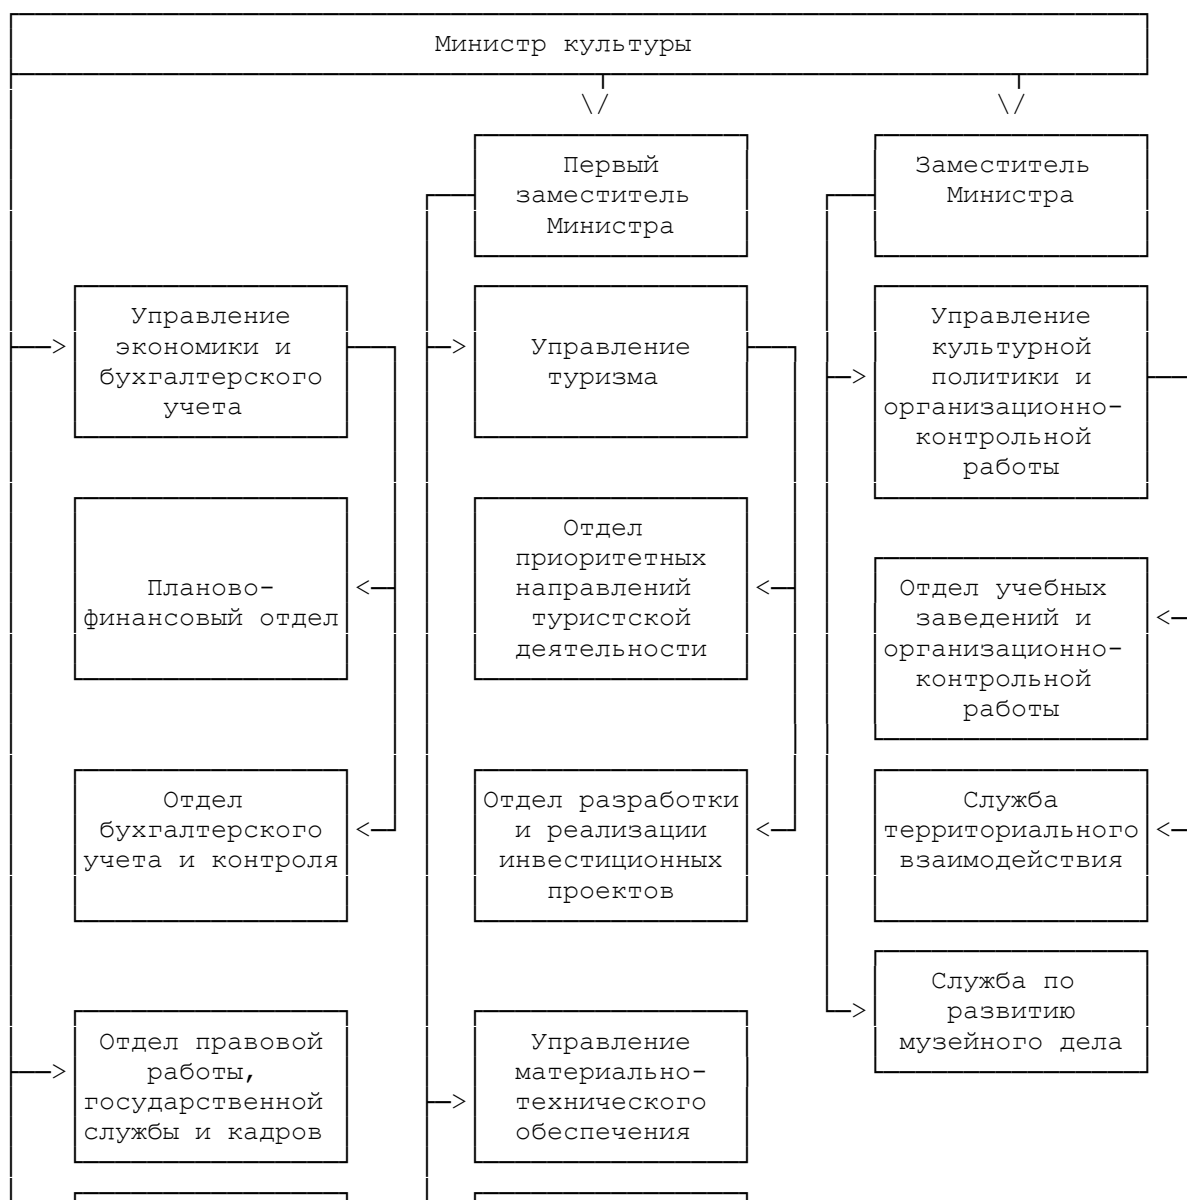 Министр культуры
Первый
заместитель
Министра
Заместитель
Министра
Управление
экономики и
бухгалтерского
учета
Управление
туризма
Управление
культурной
политики и
организационно-
контрольной
работы
Планово-
финансовый отдел
Отдел
приоритетных
направлений
туристской
деятельности
Отдел учебных
заведений и
организационно-
контрольной
работы
Отдел
бухгалтерского
учета и контроля
Отдел разработки
и реализации
инвестиционных
проектов
Служба
территориального
взаимодействия
Служба по
развитию
музейного дела
Отдел правовой
работы,
государственной
службы и кадров
Управление
материально-
технического
обеспечения